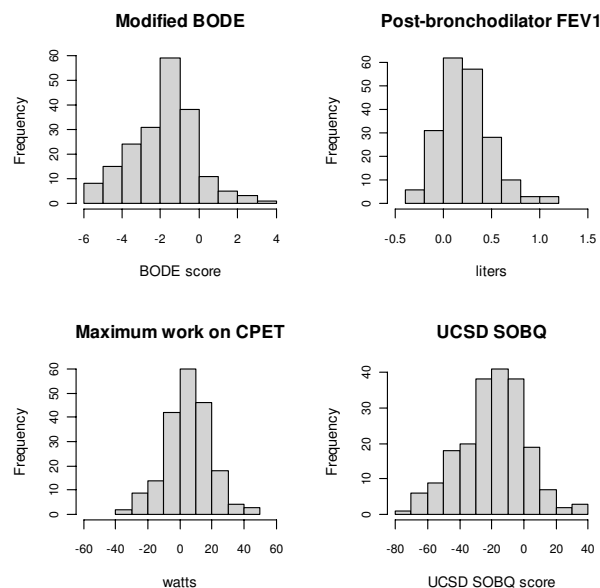 Modified BODE
Frequency
0 10 20 30 40 50 60
-6 -4 -2 0 2 4
BODE score
Post-bronchodilator FEV1
Frequency
0 10 20 30 40 50 60
-0.5 0.0 0.5 1.0 1.5
liters
Maximum work on CPET
Frequency
0 10 20 30 40 50 60
-60 -40 -20 0 20 40 60
watts
UCSD SOBQ
Frequency
0 10 20 30 40
-80 -60 -40 -20 0 20 40
UCSD SOBQ score